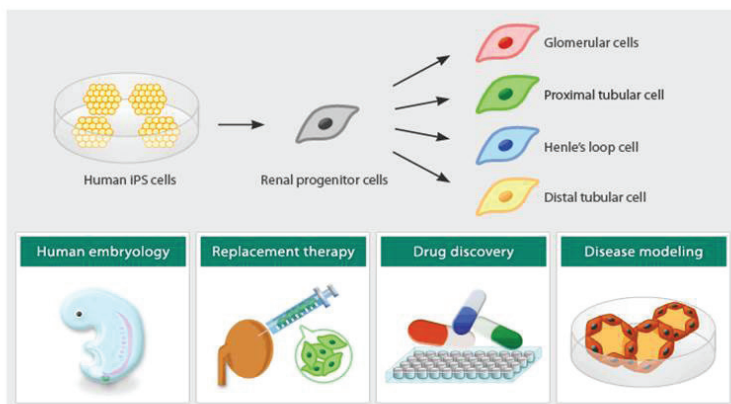 Glomerular cells
Proximal tubular cell
Henle's loop cell
Distal tubular cell
Human iPS cells
Renal progenitor cells
Human embryology
Replacement therapy
Drug discovery
Disease modeling